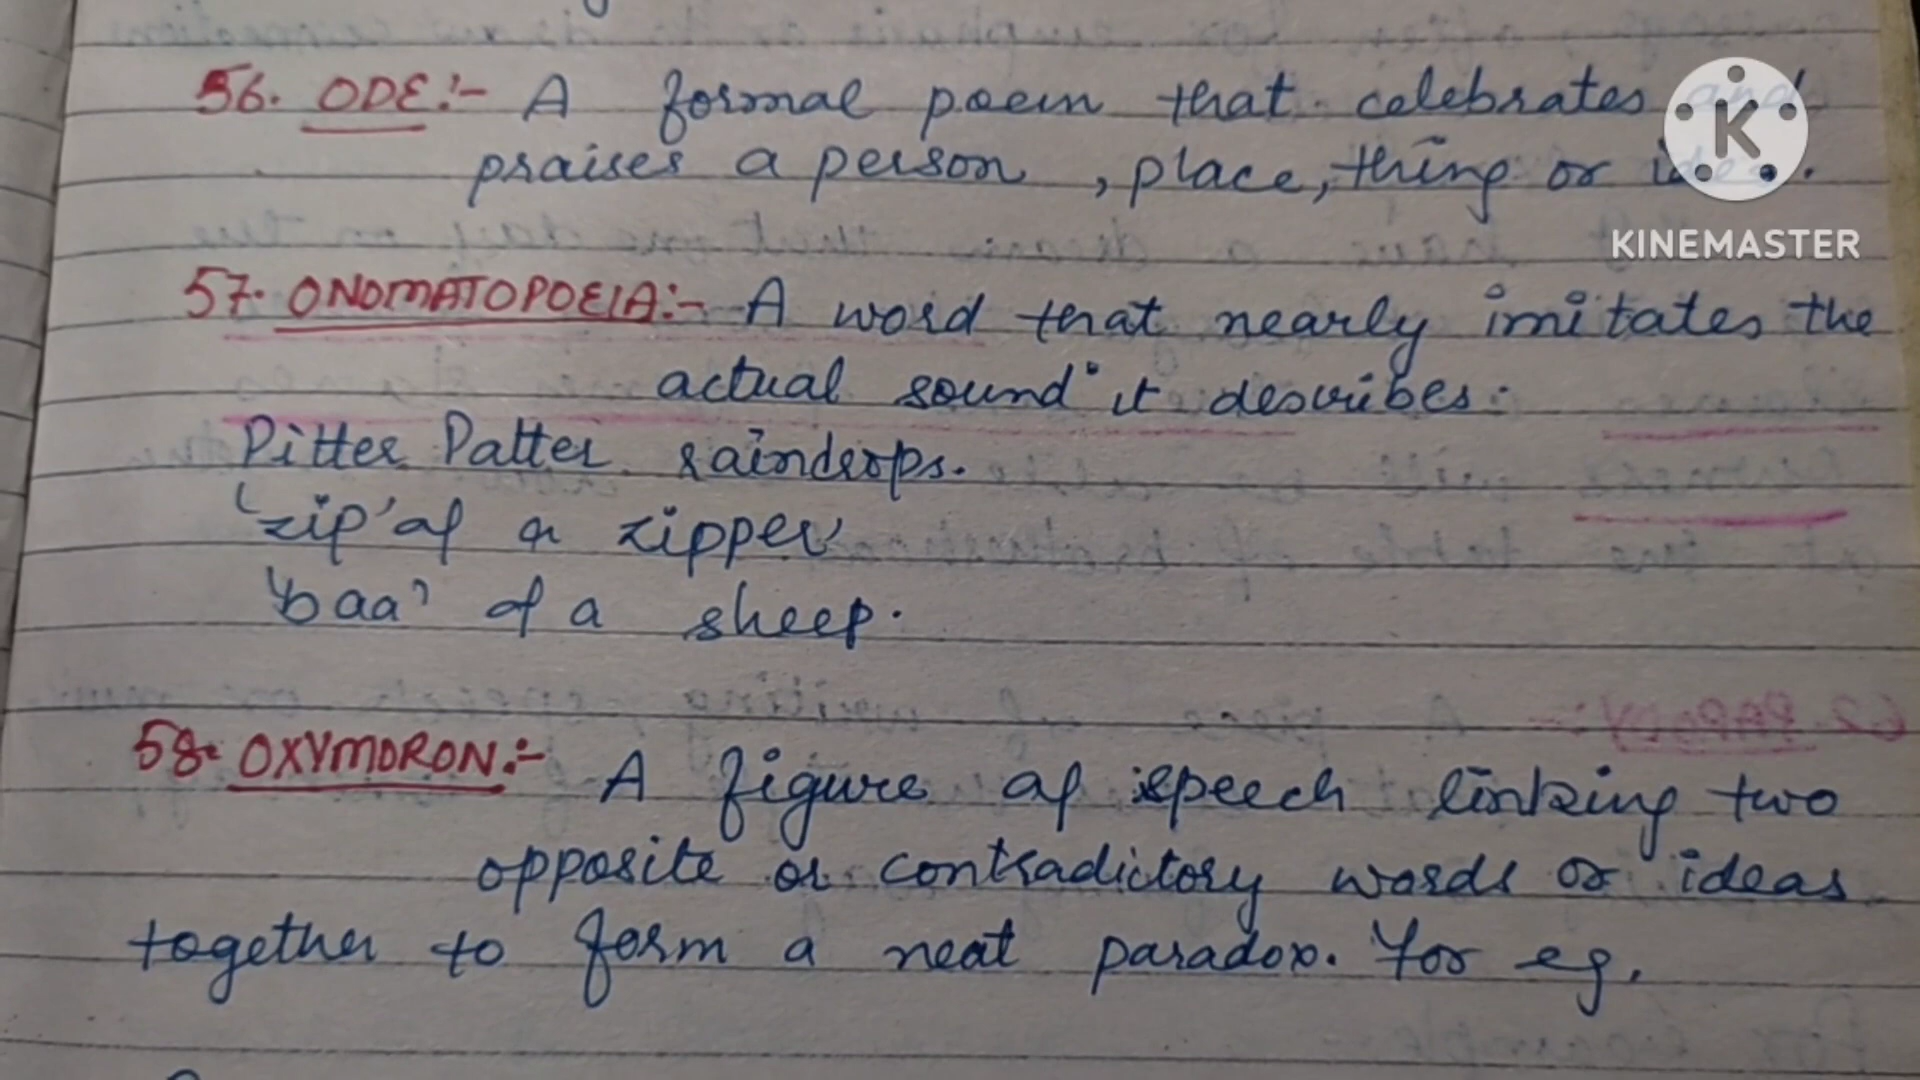 56. ODE:- A formal poem that celebrates and
praises a person, place, thing or idea.
57. ONOMATOPOEIA:- A word that nearly imitates the
actual sound it describes.
Pitter Patter raindrops.
'zip' of a zipper
'baa' of a sheep.
58. OXYMORON:- A figure of speech linking two
opposite or contradictory words or ideas
together to form a neat paradox. For eg.
K
KINEMASTER